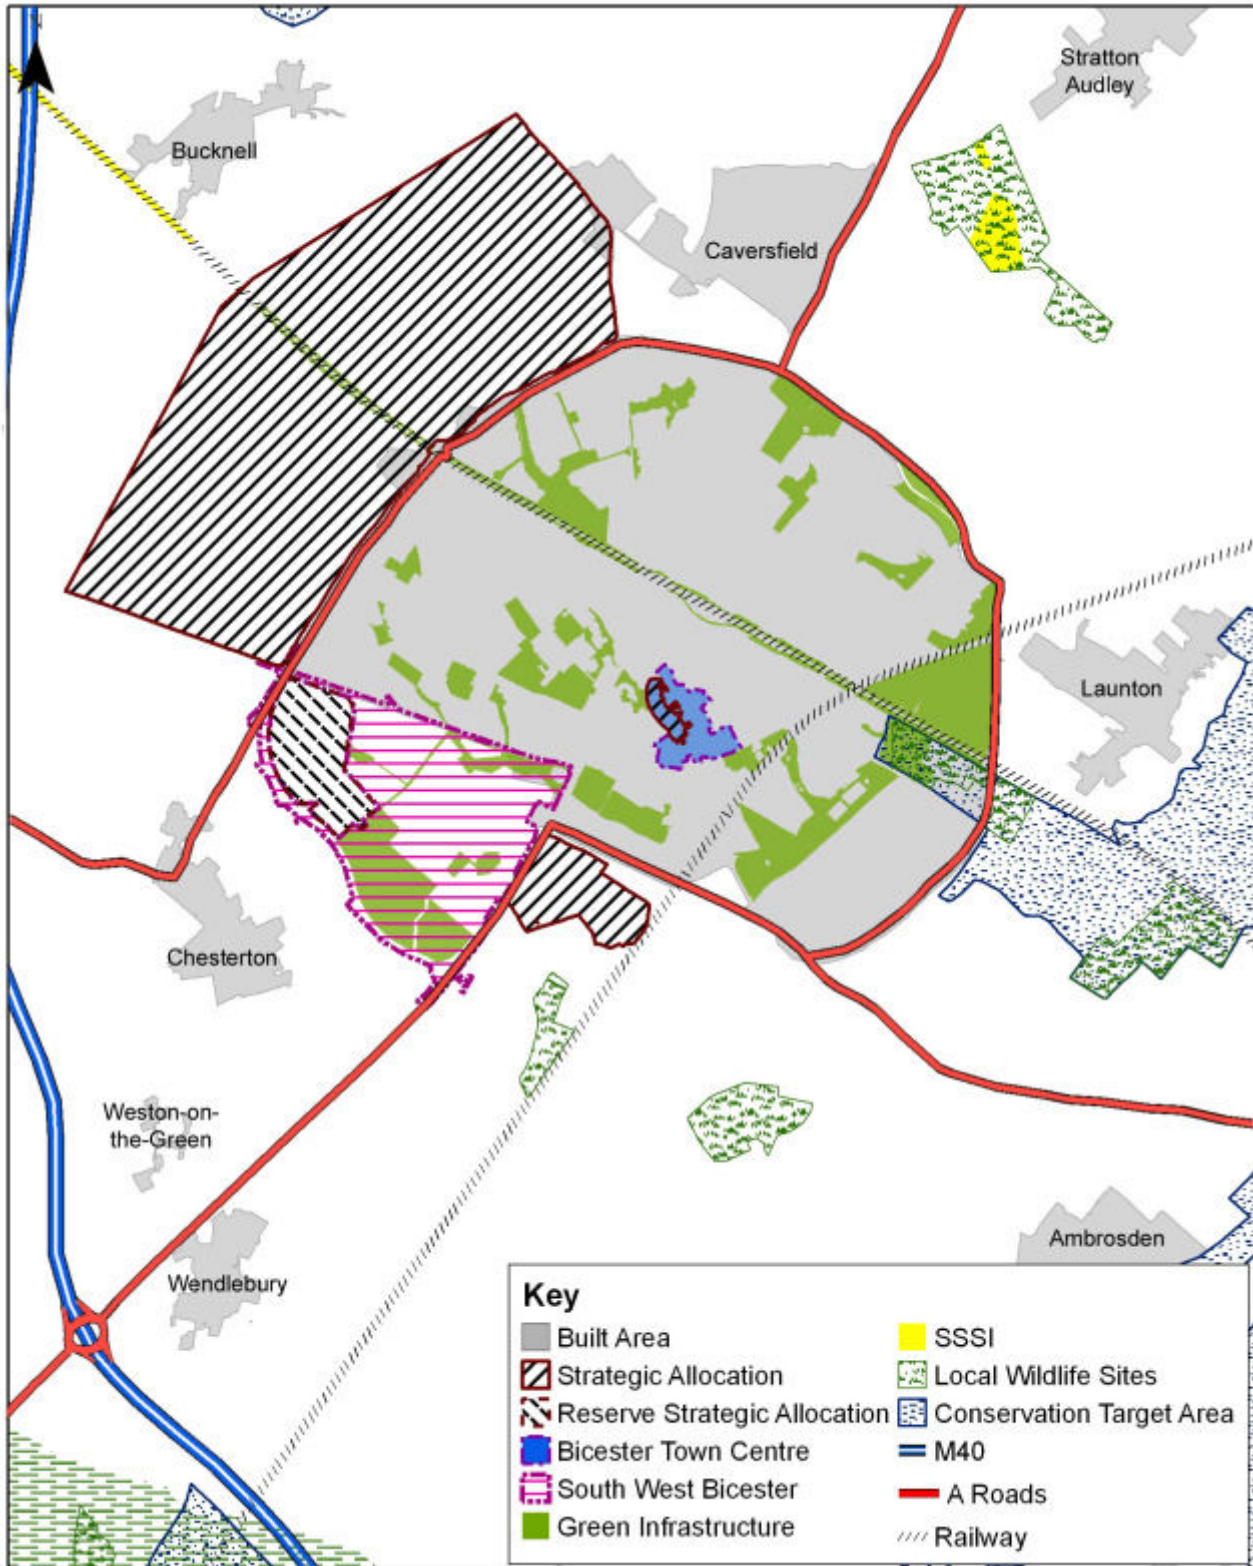 Stratton
Audley
Bucknell
Caversfield
Launton
Chesterton
Weston-on-
the-Green
Wendlebury
Ambrosden
Key
Built Area
Strategic Allocation
Reserve Strategic Allocation
Bicester Town Centre
South West Bicester
Green Infrastructure
SSSI
Local Wildlife Sites
Conservation Target Area
M40
A Roads
Railway